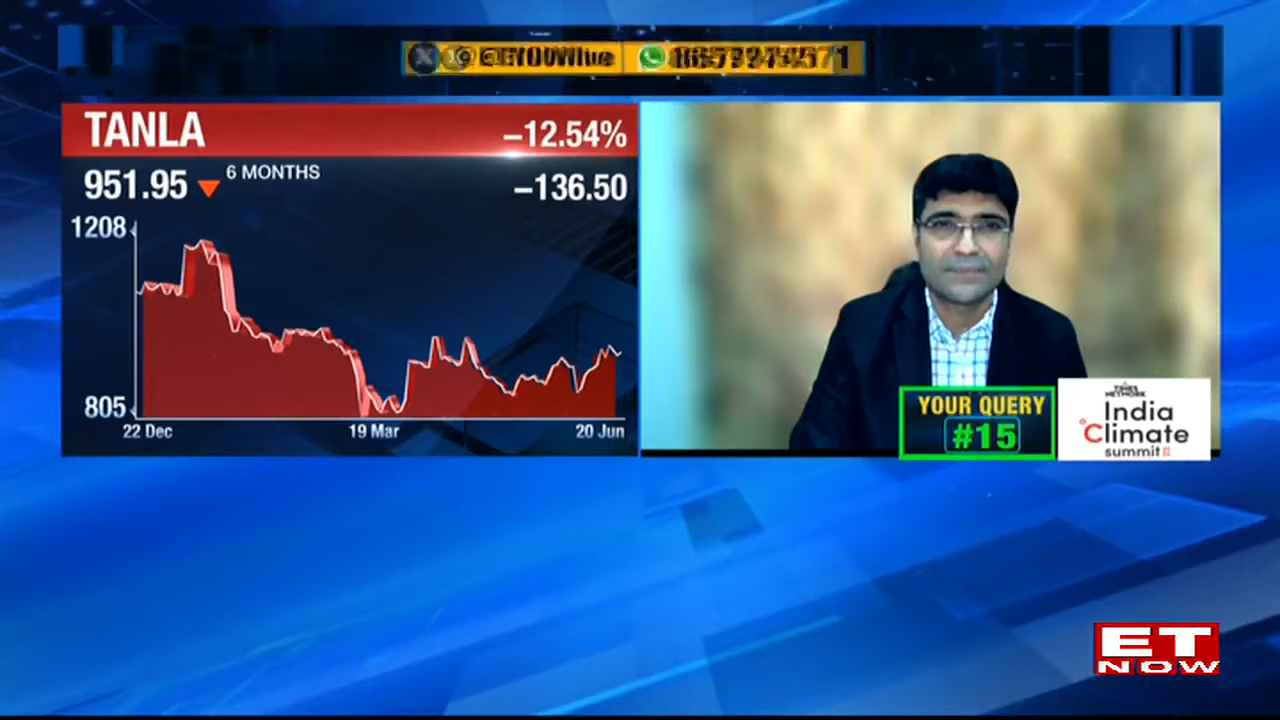 TANLA
−12.54%
951.95
6 MONTHS
−136.50
1208
805
22 Dec
19 Mar
20 Jun
YOUR QUERY
#15
TIMES
NETWORK
India
Climate
summit
ET
NOW